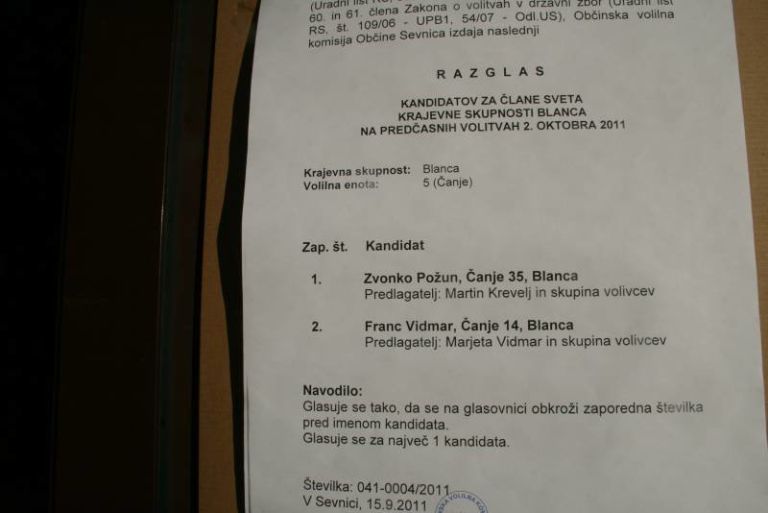 (Uradni list RS,
60. in 61. člena Zakona o volitvah v državni zbor (Uradni list
RS, št. 109/06 - UPB1, 54/07 - Odl.US), Občinska volilna
komisija Občine Sevnica izdaja naslednji
R A Z G L A S
KANDIDATOV ZA ČLANE SVETA
KRAJEVNE SKUPNOSTI BLANCA
NA PREDČASNIH VOLITVAH 2. OKTOBRA 2011
Krajevna skupnost: Blanca
Volilna enota: 5 (Čanje)
Zap. št. Kandidat
1. Zvonko Požun, Čanje 35, Blanca
Predlagatelj: Martin Krevelj in skupina volivcev
2. Franc Vidmar, Čanje 14, Blanca
Predlagatelj: Marjeta Vidmar in skupina volivcev
Navodilo:
Glasuje se tako, da se na glasovnici obkroži zaporedna številka
pred imenom kandidata.
Glasuje se za največ 1 kandidata.
Številka: 041-0004/2011
V Sevnici, 15.9.2011